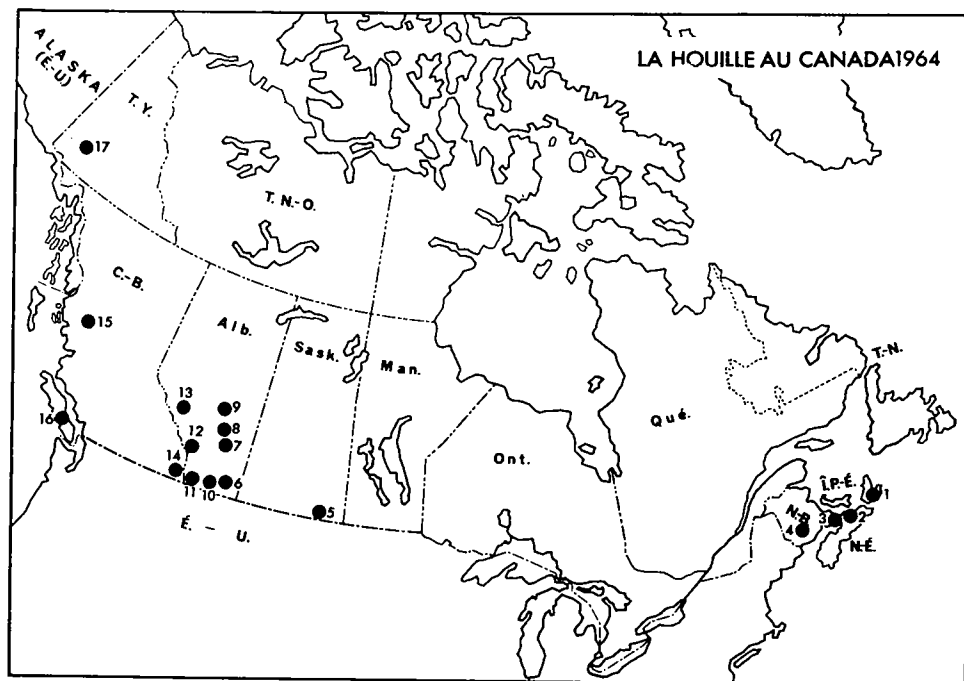 LA HOUILLE AU CANADA1964
ALASKA
(É-U)
T.Y.
17
T.N.-O.
C.-B.
15
Alb.
Sask.
Man.
T.-N.
Qué.
13
9
16
8
12
7
Ont.
14
11
10
6
É. – U.
5
Î.P.-É.
1
N-B
4
3
2
N-É.